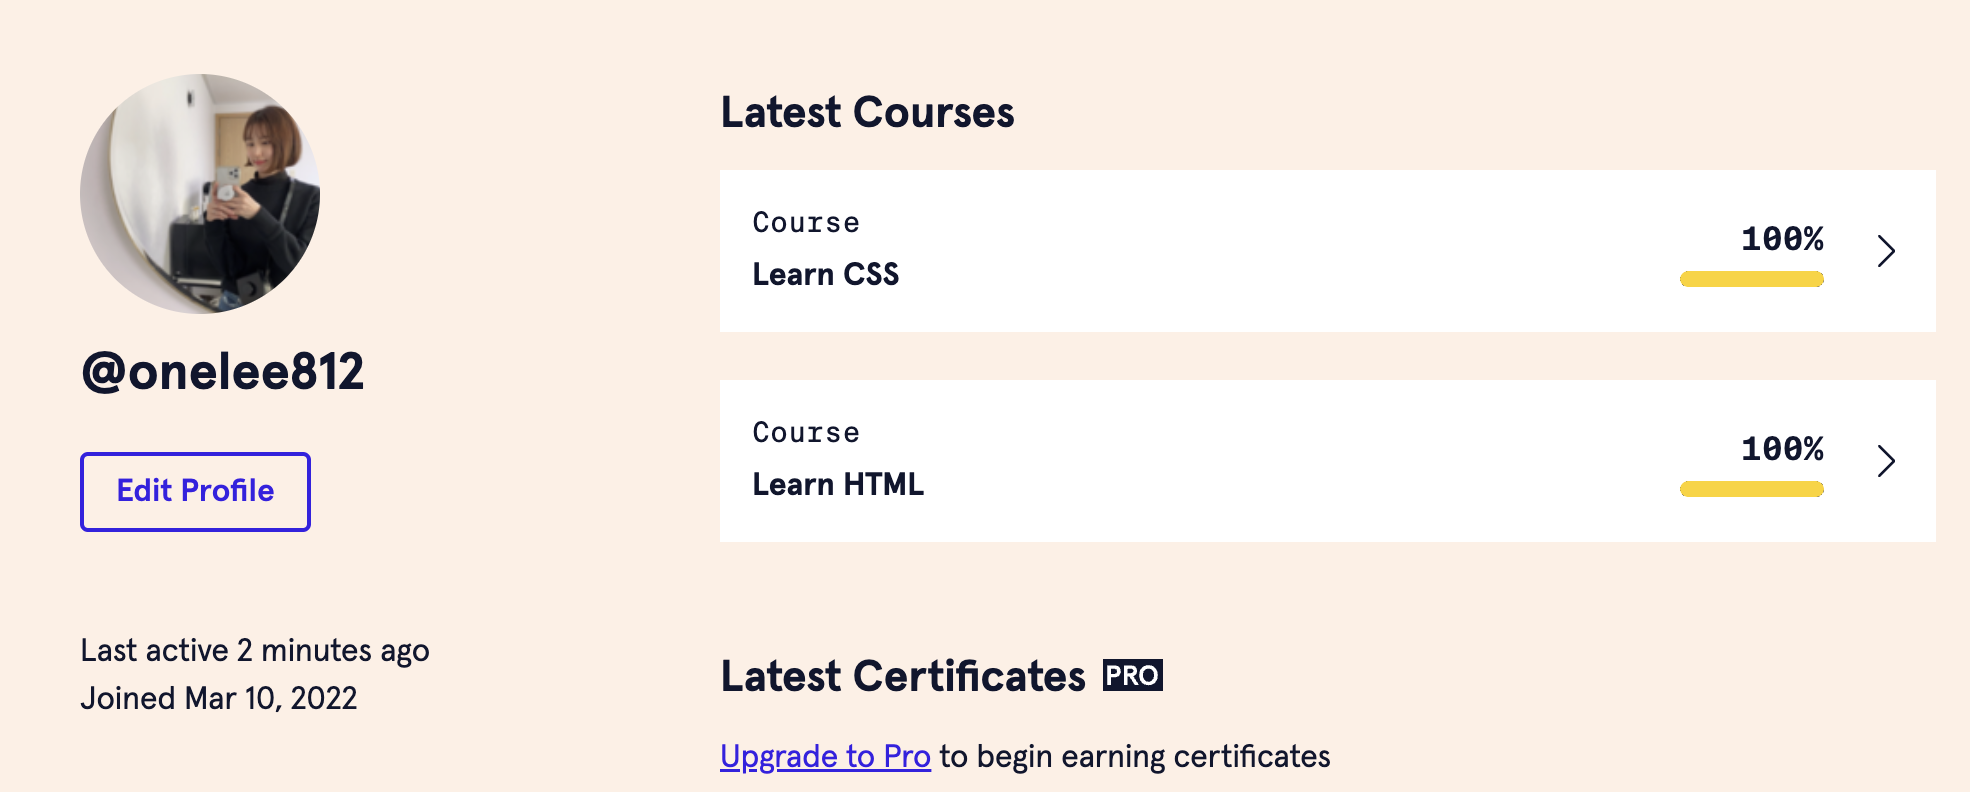 @onelee812
Edit Profile
Last active 2 minutes ago
Joined Mar 10, 2022
Latest Courses
Course
Learn CSS
100%
Course
Learn HTML
100%
Latest Certificates PRO
Upgrade to Pro to begin earning certificates